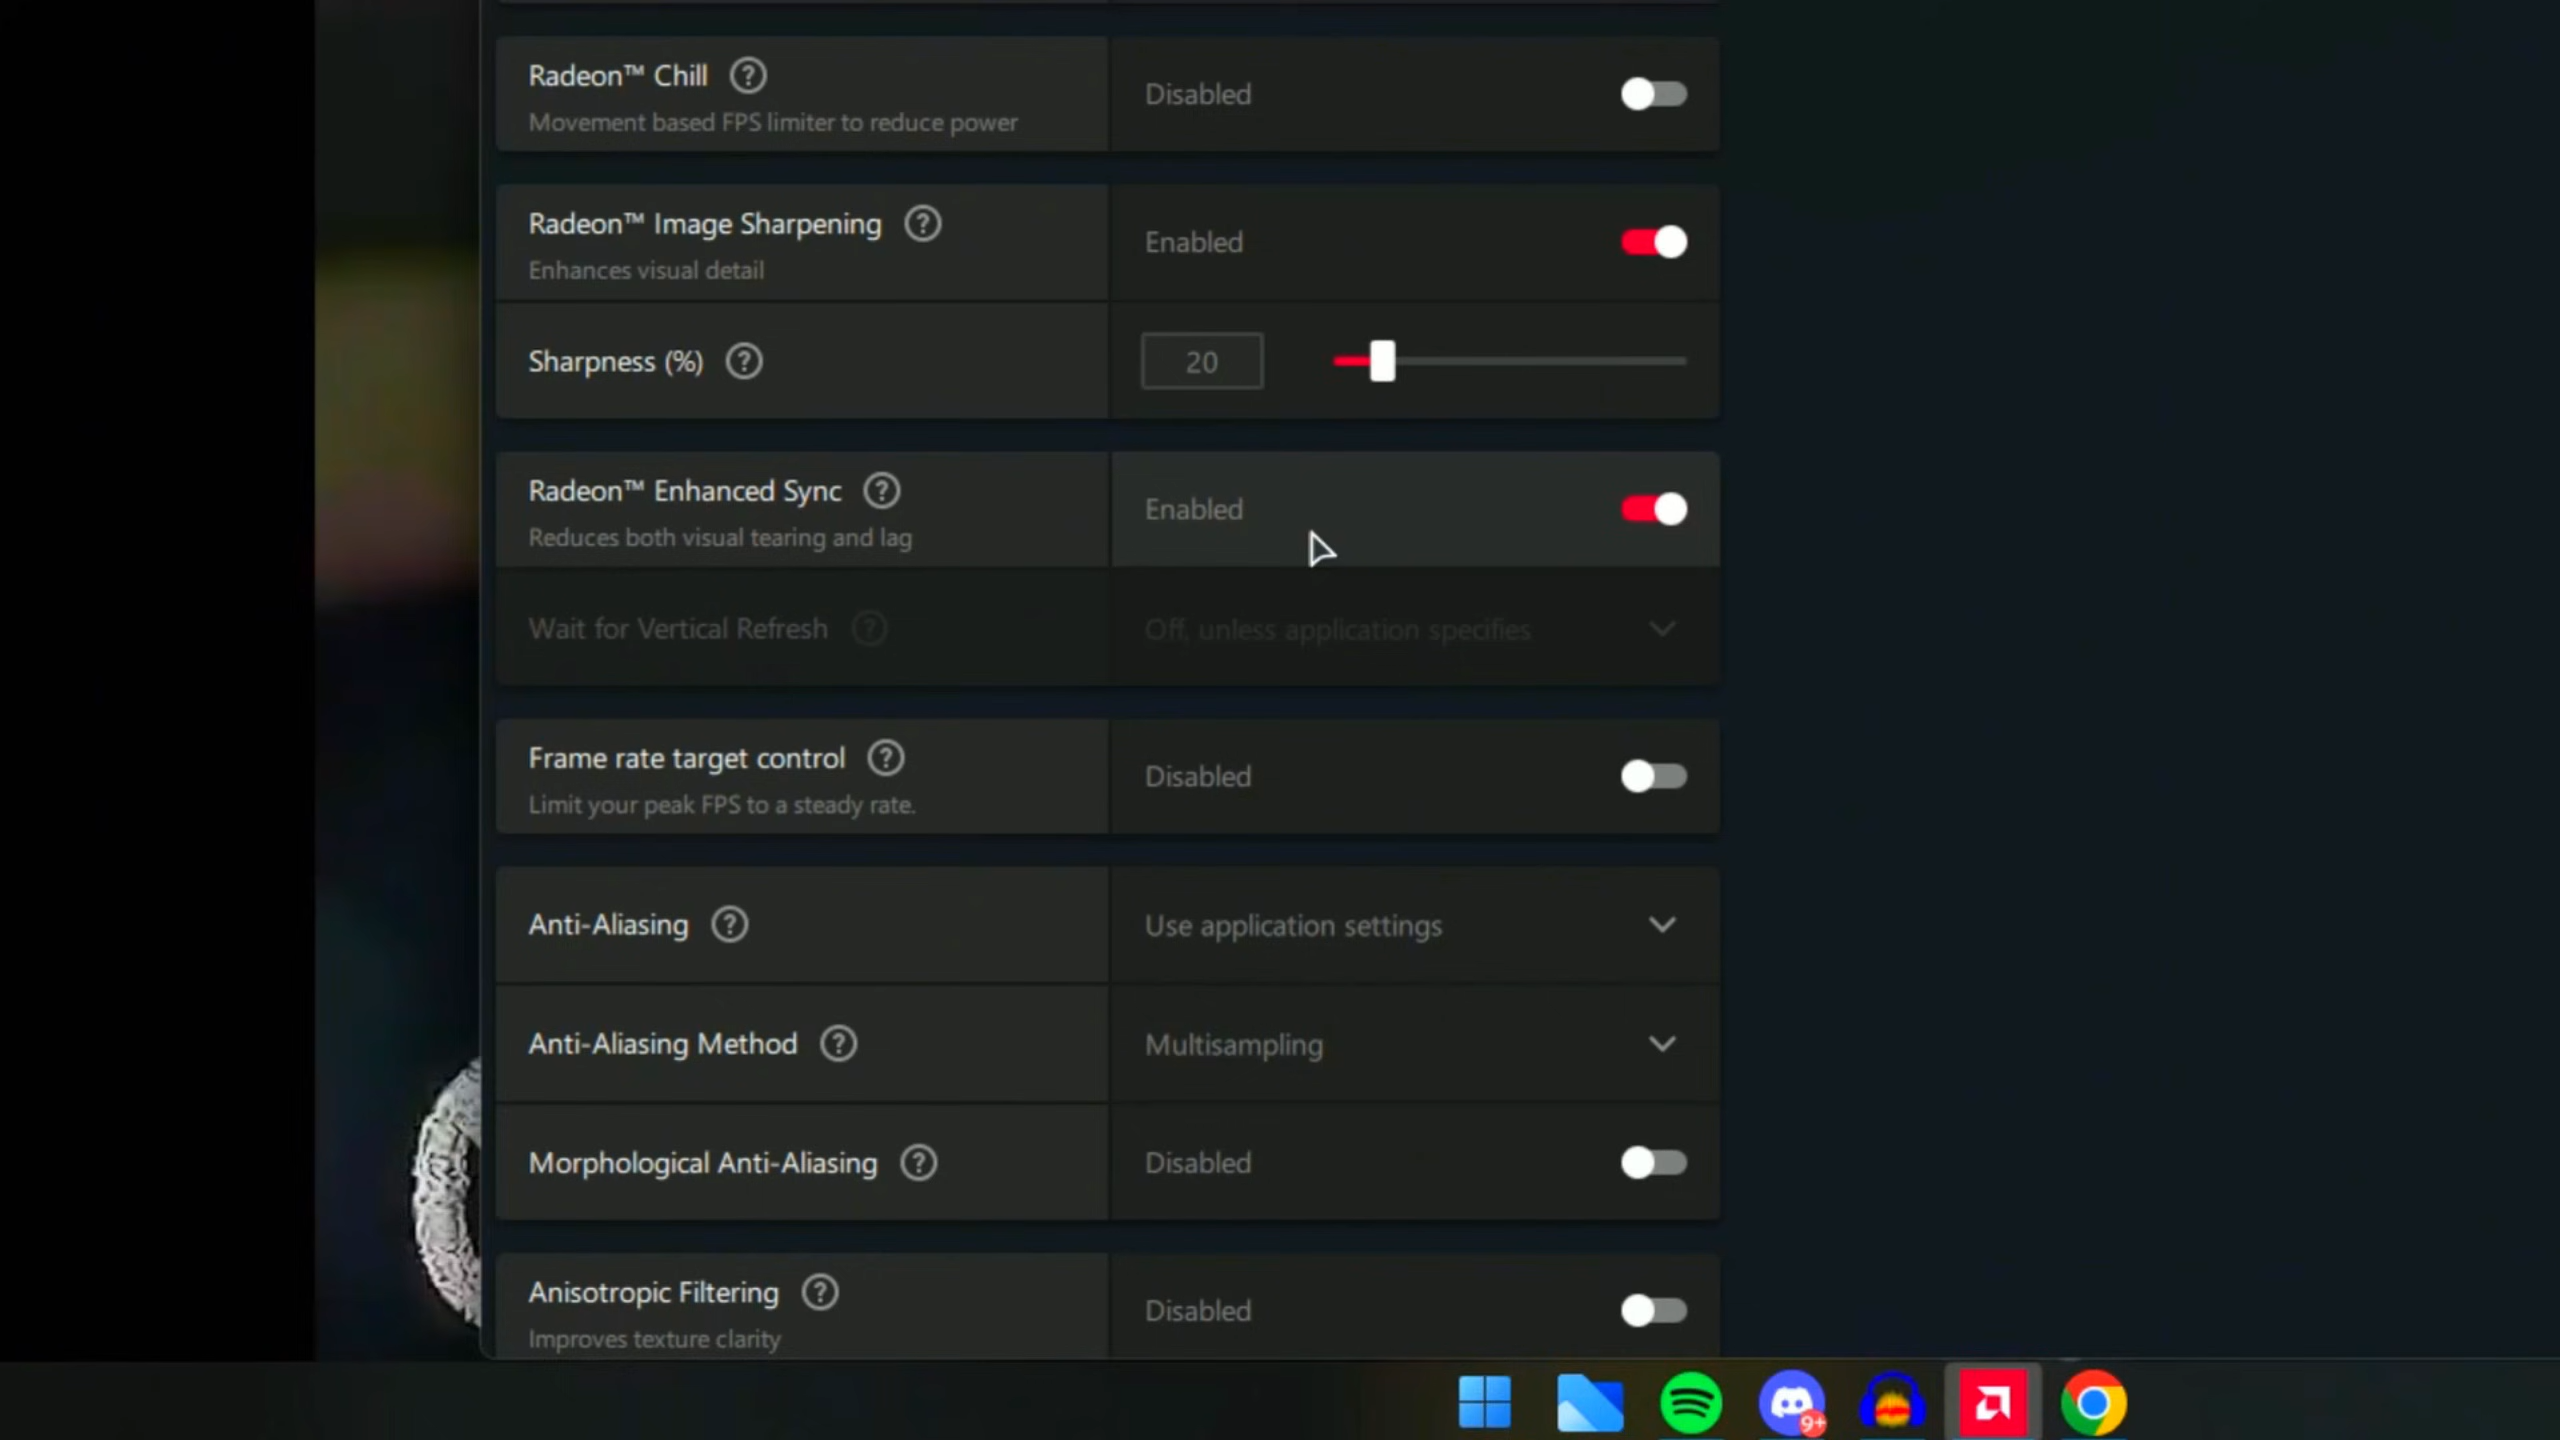 Radeon™ Chill ?
Disabled
Movement based FPS limiter to reduce power
Radeon™ Image Sharpening ?
Enabled
Enhances visual detail
Sharpness (%) ?
20
Radeon™ Enhanced Sync ?
Enabled
Reduces both visual tearing and lag
Wait for Vertical Refresh ?
Off, unless application specifies
Frame rate target control ?
Disabled
Limit your peak FPS to a steady rate.
Anti-Aliasing ?
Use application settings
Anti-Aliasing Method ?
Multisampling
Morphological Anti-Aliasing ?
Disabled
Anisotropic Filtering ?
Disabled
Improves texture clarity
9+